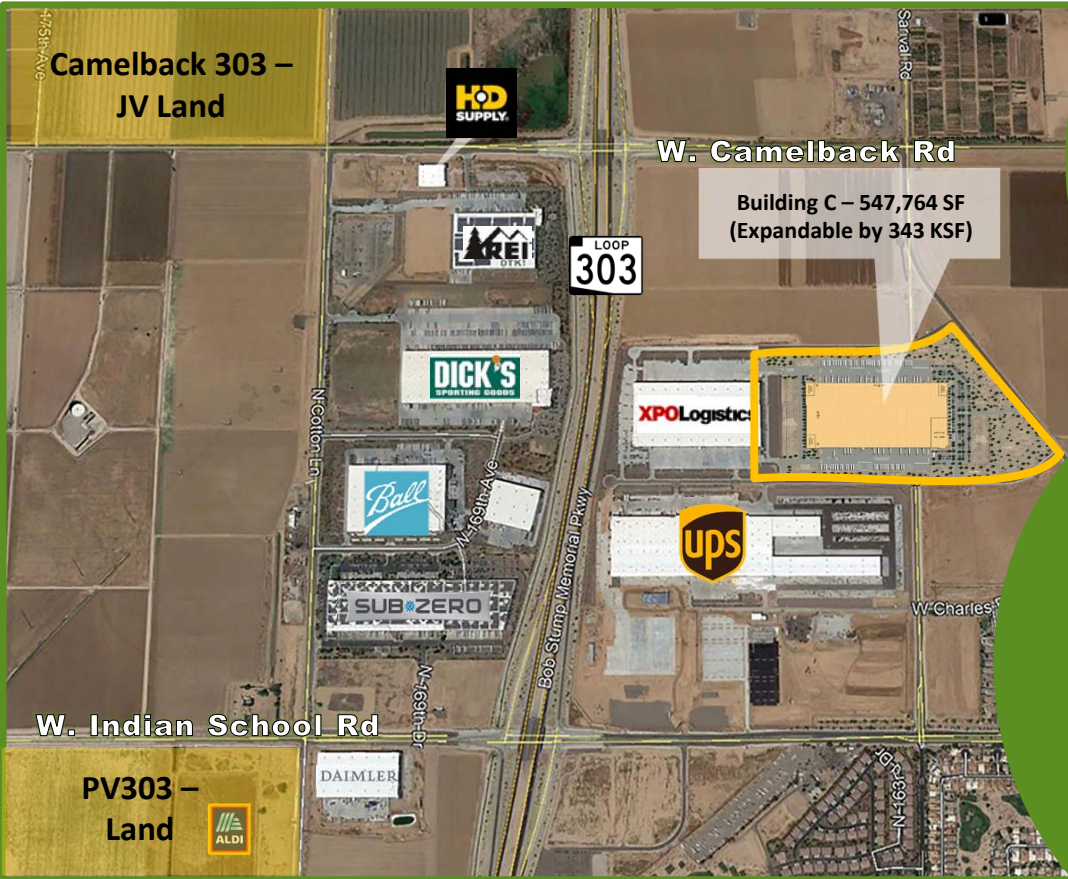 N 175th Ave
Camelback 303 –
JV Land
HD
SUPPLY®
Sarival Rd
W. Camelback Rd
Building C – 547,764 SF
(Expandable by 343 KSF)
REI
LOOP
303
DICK'S
SPORTING GOODS
XPOLogistics
N Cotton Ln
Ball
N 169th Ave
Bob Stump Memorial Pkwy
ups
SUB ZERO
W Charles
N 169th Dr
W. Indian School Rd
DAIMLER
PV303 –
Land
ALDI
N 163rd Dr